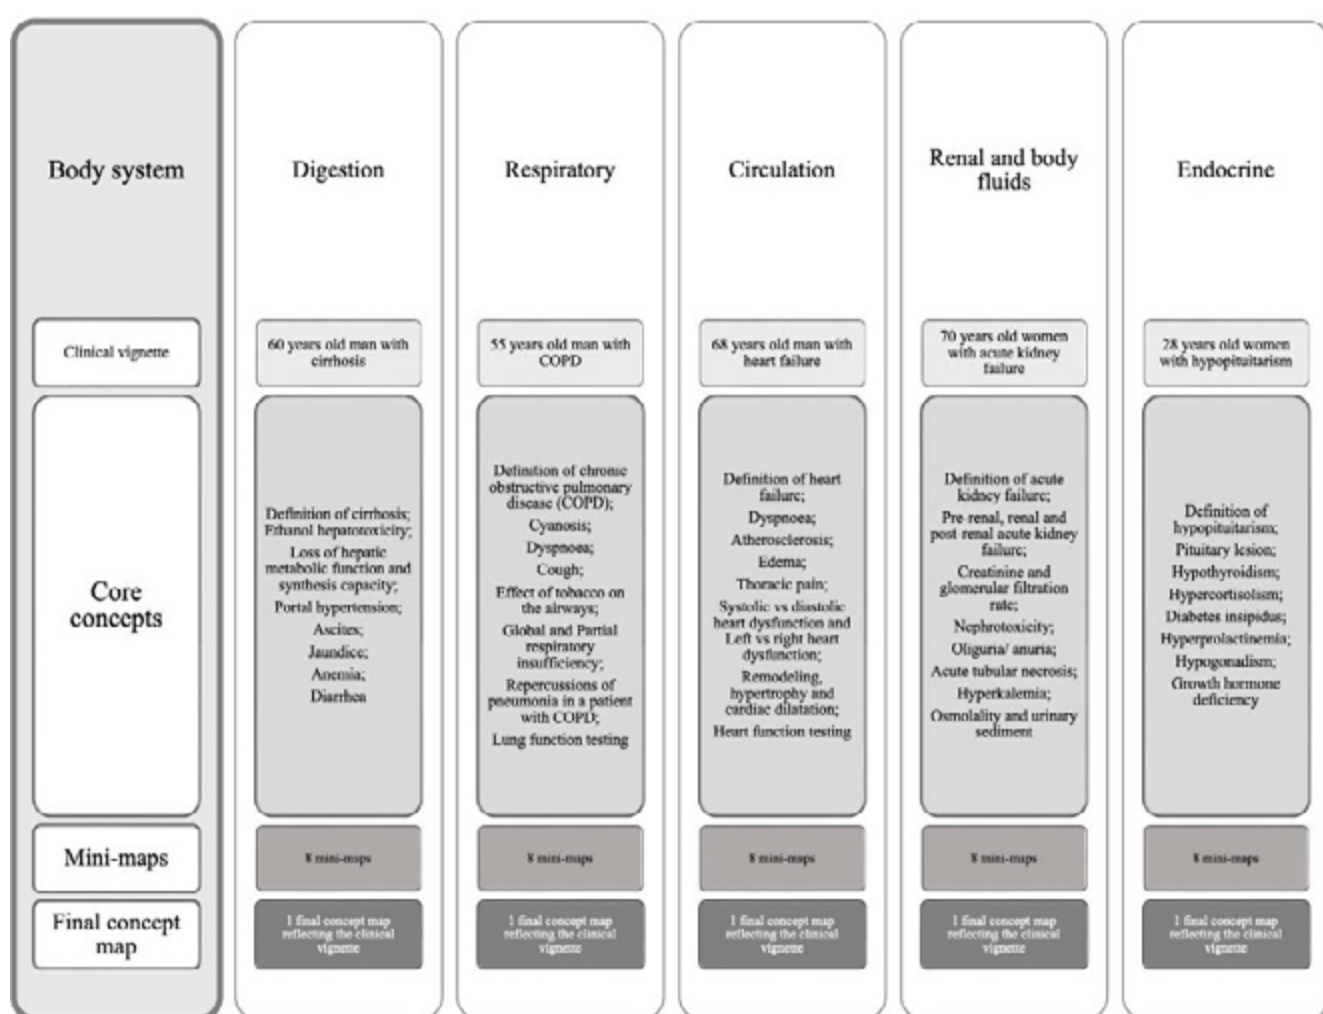 Body system
Digestion
Respiratory
Circulation
Renal and body
fluids
Endocrine
Clinical vignette
60 years old man with
cirrhosis
55 years old man with
COPD
68 years old man with
heart failure
70 years old women
with acute kidney
failure
28 years old women
with hypopituitarism
Core
concepts
Definition of cirrhosis;
Ethanol hepatotoxicity;
Loss of hepatic
metabolic function and
synthesis capacity;
Portal hypertension;
Ascites;
Jaundice;
Anemia;
Diarrhea
Definition of chronic
obstructive pulmonary
disease (COPD);
Cyanosis;
Dyspnoea;
Cough;
Effect of tobacco on
the airways;
Global and Partial
respiratory
insufficiency;
Repercussions of
pneumonia in a patient
with COPD;
Lung function testing
Definition of heart
failure;
Dyspnoea;
Atherosclerosis;
Edema;
Thoracic pain;
Systolic vs diastolic
heart dysfunction and
Left vs right heart
dysfunction;
Remodeling,
hypertrophy and
cardiac dilatation;
Heart function testing
Definition of acute
kidney failure;
Pre-renal, renal and
post-renal acute kidney
failure;
Creatinine and
glomerular filtration
rate;
Nephrotoxicity;
Oliguria/ anuria;
Acute tubular necrosis;
Hyperkalemia;
Osmolality and urinary
sediment
Definition of
hypopituitarism;
Pituitary lesion;
Hypothyroidism;
Hypercortisolism;
Diabetes insipidus;
Hyperprolactinemia;
Hypogonadism;
Growth hormone
deficiency
Mini-maps
8 mini-maps
8 mini-maps
8 mini-maps
8 mini-maps
8 mini-maps
Final concept
map
1 final concept map
reflecting the clinical
vignette
1 final concept map
reflecting the clinical
vignette
1 final concept map
reflecting the clinical
vignette
1 final concept map
reflecting the clinical
vignette
1 final concept map
reflecting the clinical
vignette